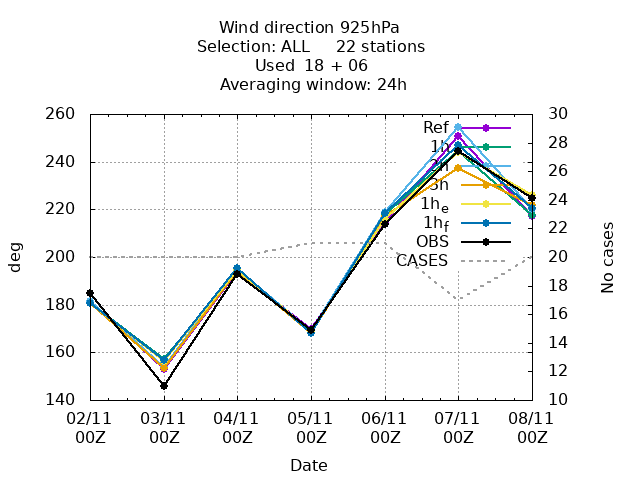 Wind direction 925hPa
Selection: ALL 22 stations
Used 18 + 06
Averaging window: 24h
260
240
220
200
180
160
140
deg
30
28
26
24
22
20
18
16
14
12
10
No cases
Ref
1h
3h
1he
1hf
OBS
CASES
02/11 03/11 04/11 05/11 06/11 07/11 08/11
00Z 00Z 00Z 00Z 00Z 00Z 00Z
Date